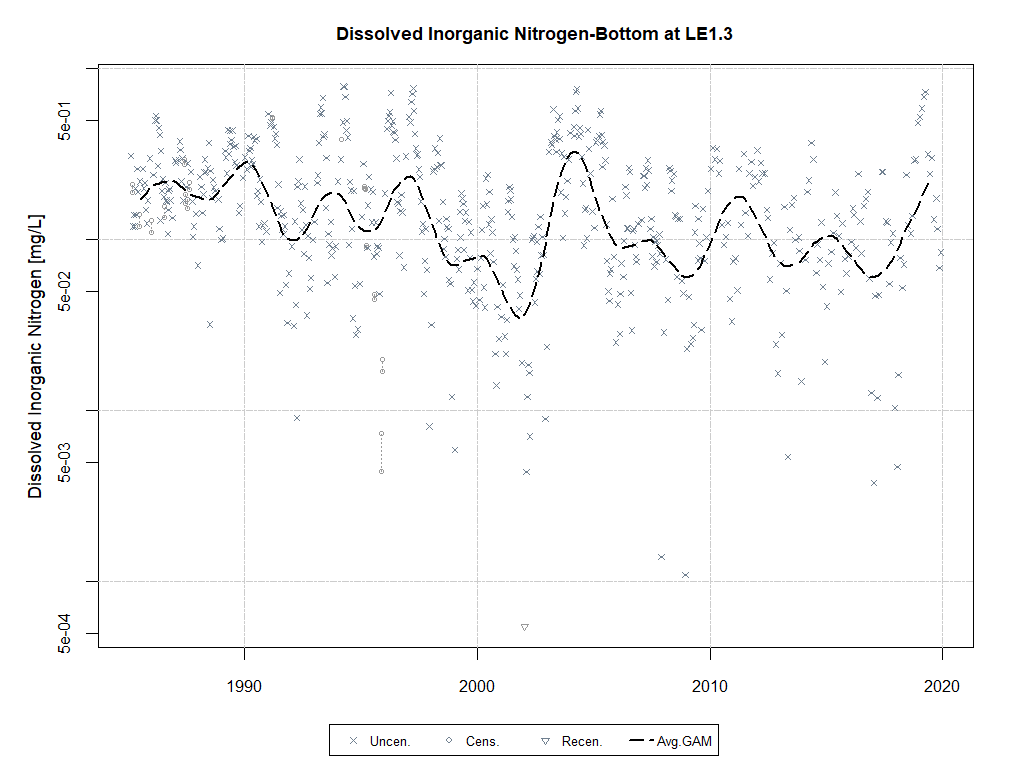 Dissolved Inorganic Nitrogen-Bottom at LE1.3
Dissolved Inorganic Nitrogen [mg/L]
5e-01
5e-02
5e-03
5e-04
1990 2000 2010 2020
Uncen. Cens. Recen. Avg.GAM